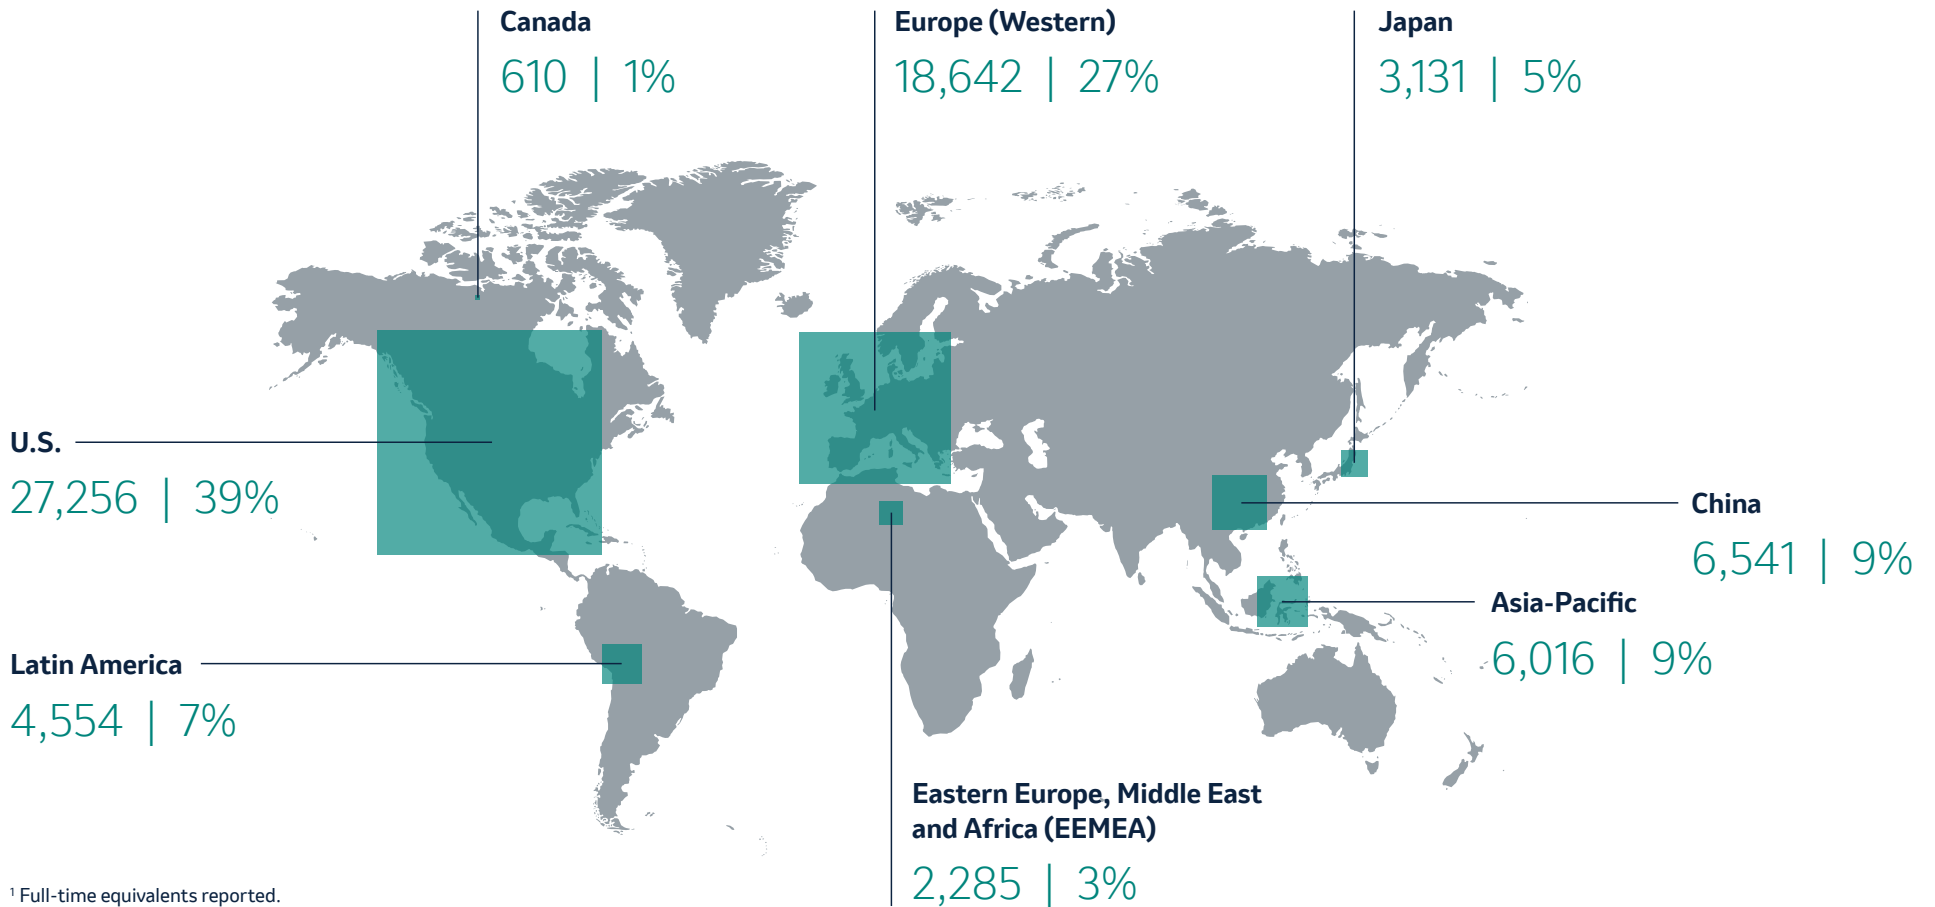 Canada
610 | 1%
Europe (Western)
18,642 | 27%
Japan
3,131 | 5%
U.S.
27,256 | 39%
China
6,541 | 9%
Asia-Pacific
6,016 | 9%
Latin America
4,554 | 7%
Eastern Europe, Middle East
and Africa (EEMEA)
2,285 | 3%
¹ Full-time equivalents reported.